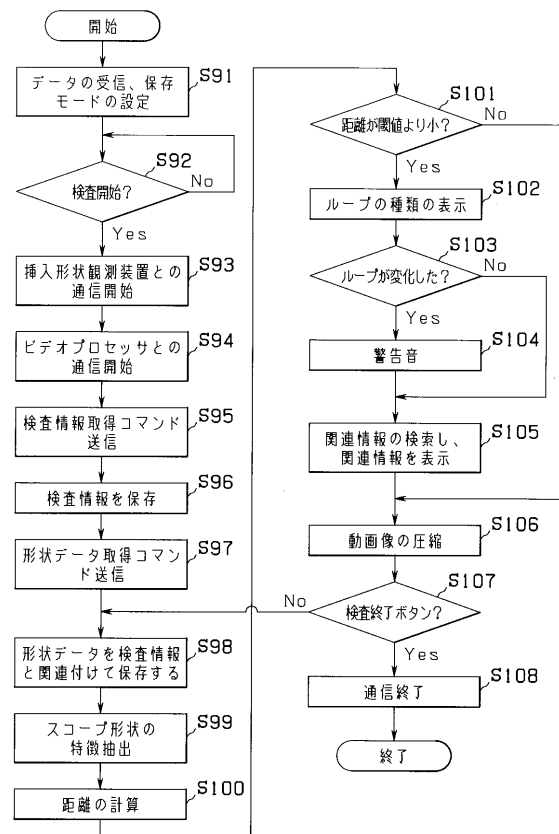 開始
データの受信、保存
モードの設定
S91
検査開始?
S92
No
Yes
挿入形状観測装置との
通信開始
S93
ビデオプロセッサとの
通信開始
S94
検査情報取得コマンド
送信
S95
検査情報を保存
S96
形状データ取得コマン
ド送信
S97
形状データを検査情報
と関連付けて保存する
S98
スコープ形状の
特徴抽出
S99
距離の計算
S100
距離が閾値より小?
S101
No
Yes
ループの種類の表示
S102
ループが変化した?
S103
No
Yes
警告音
S104
関連情報の検索し、
関連情報を表示
S105
動画像の圧縮
S106
検査終了ボタン?
S107
No
Yes
通信終了
S108
終了